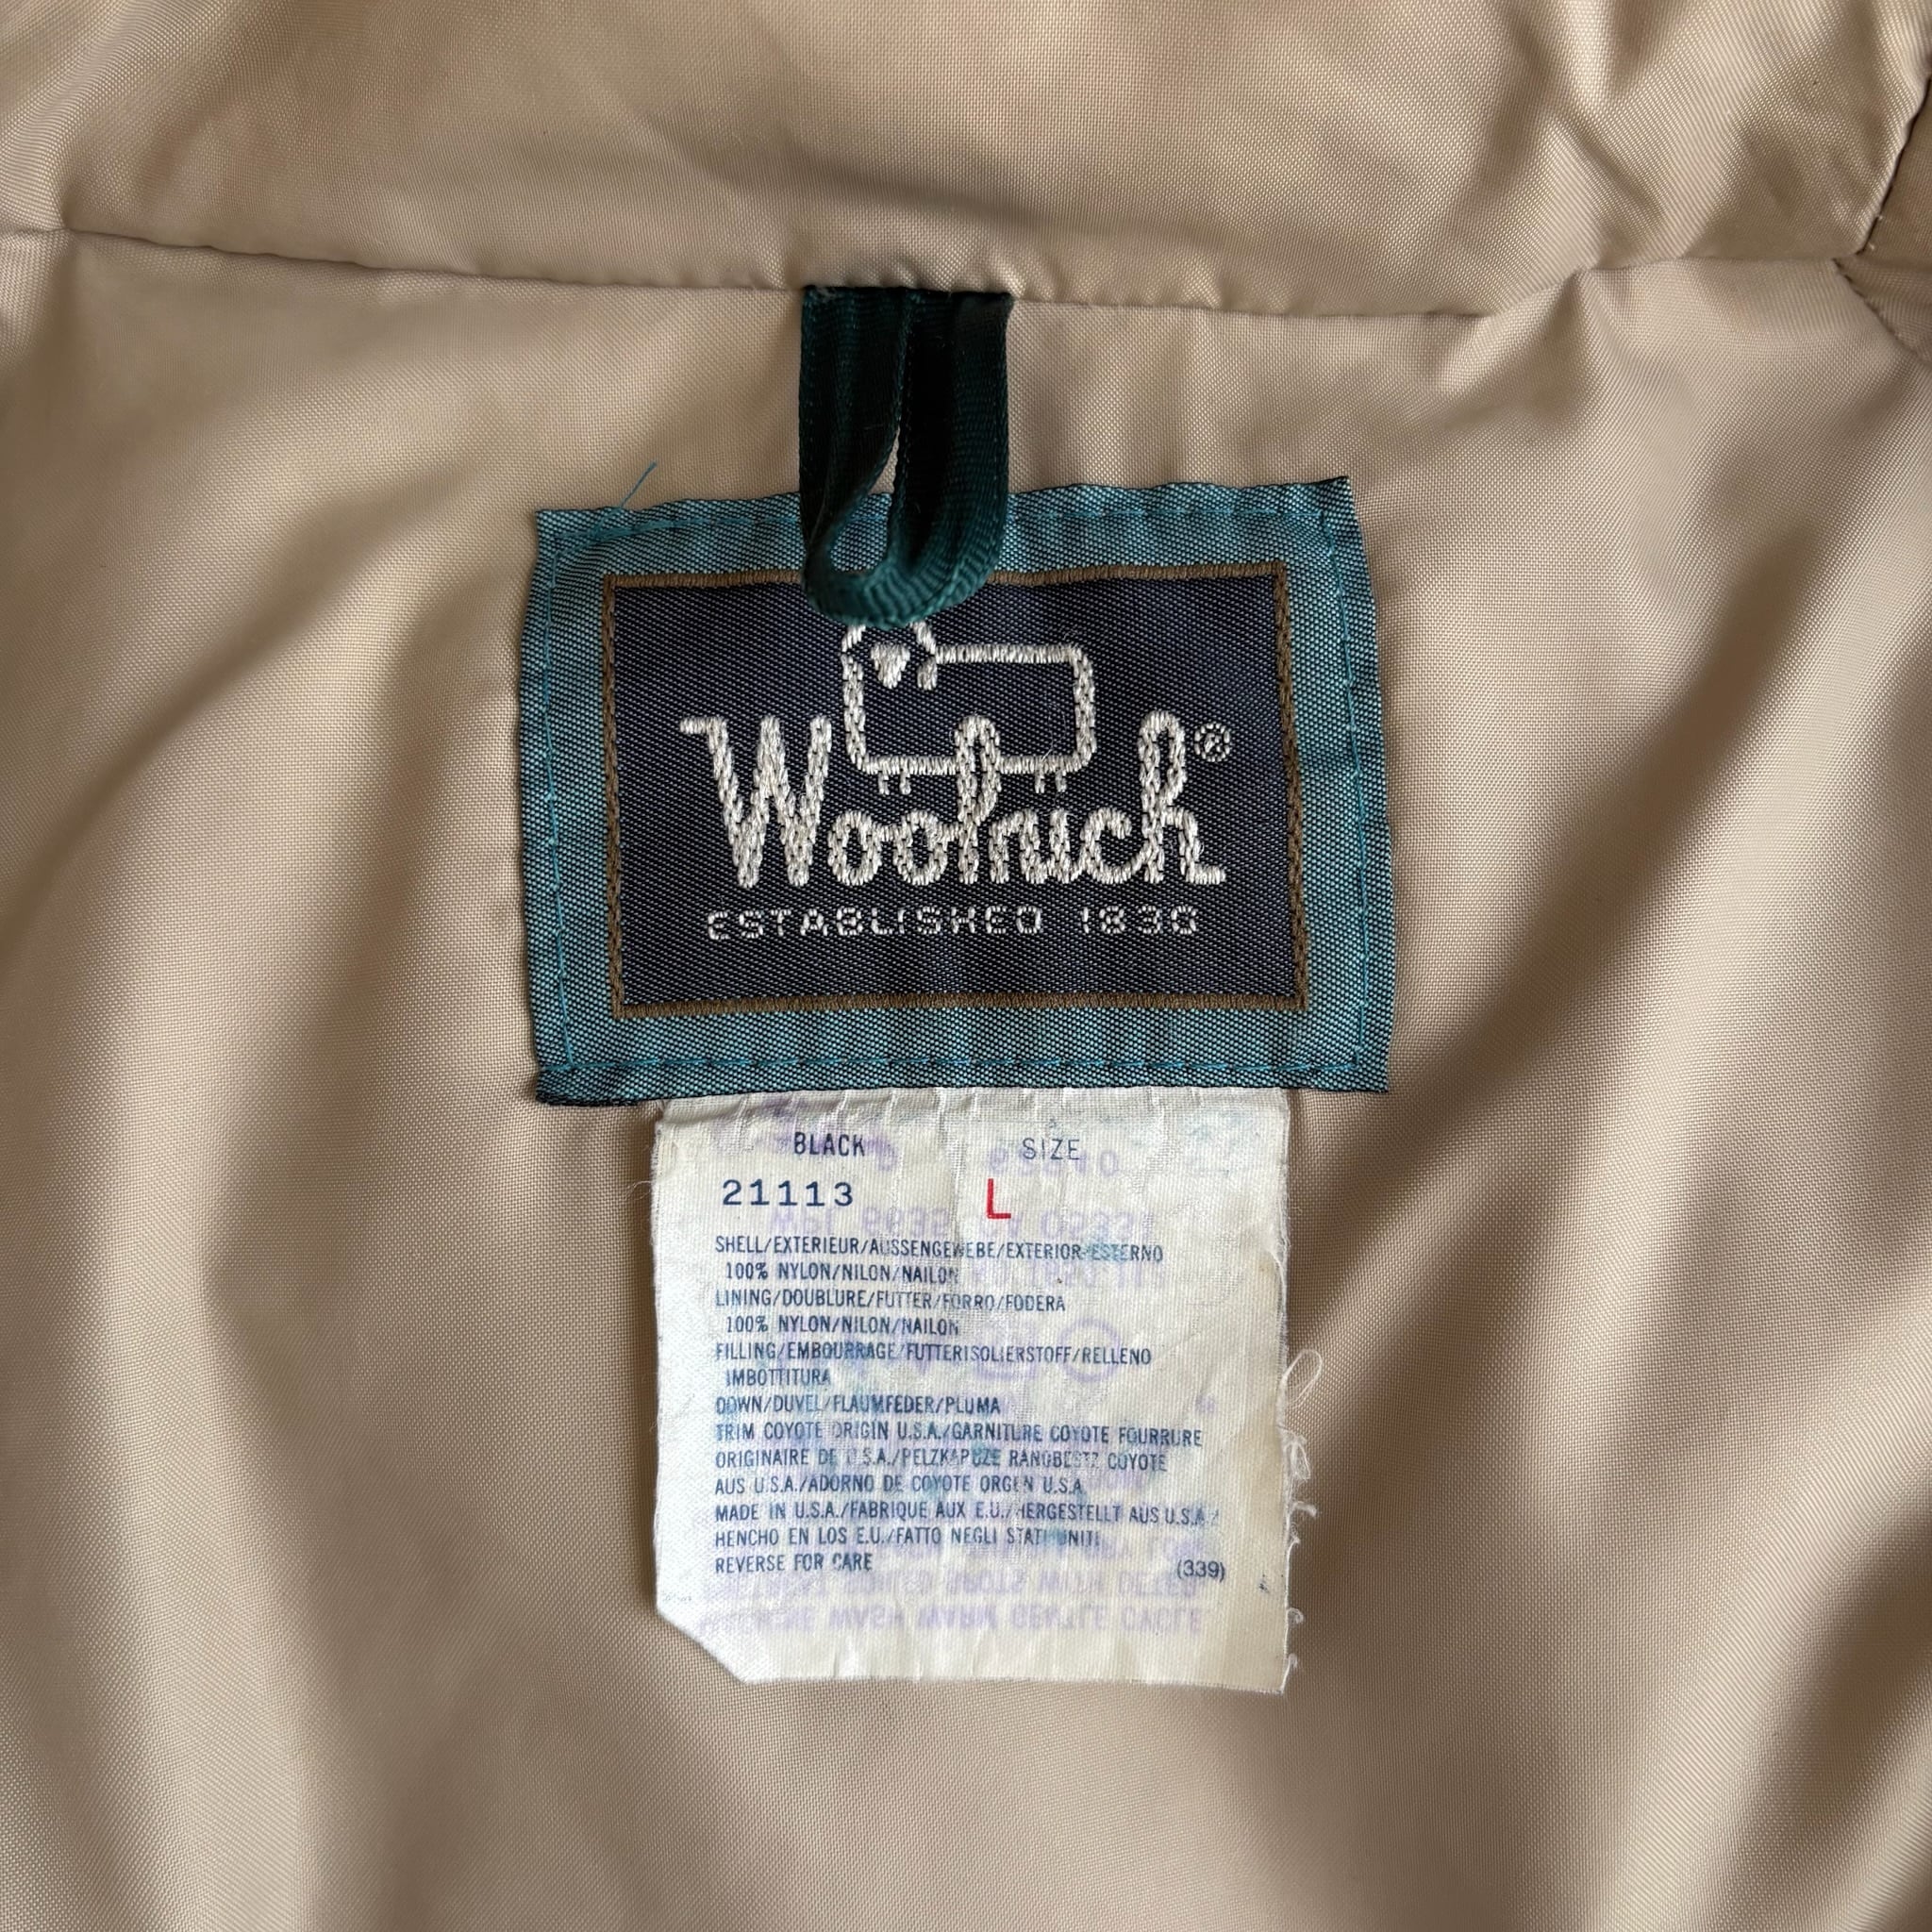 Woolrich®
ESTABLISHED 1830
BLACK SIZE
21113 L
SHELL/EXTERIEUR/AUSSENGEWEBE/EXTERIOR/ESTERNO
100% NYLON/NILON/NAILON
LINING/DOUBLURE/FUTTER/FORRO/FODERA
100% NYLON/NILON/NAILON
FILLING/EMBOURRAGE/FUTTERISOLIERSTOFF/RELLENO
IMBOTTITURA
DOWN/DUVEL/FLAUMFEDER/PLUMA
TRIM COYOTE ORIGIN U.S.A./GARNITURE COYOTE FOURRURE
ORIGINAIRE DE U.S.A./PELZKAPUZE COYOTE
AUS U.S.A./ADORNO DE COYOTE ORGEN U.S.A
MADE IN U.S.A./FABRIQUE AUX E.U./HERGESTELLT AUS U.S.A./
HENCHO EN LOS E.U./FATTO NEGLI STATI UNITI
REVERSE FOR CARE (339)